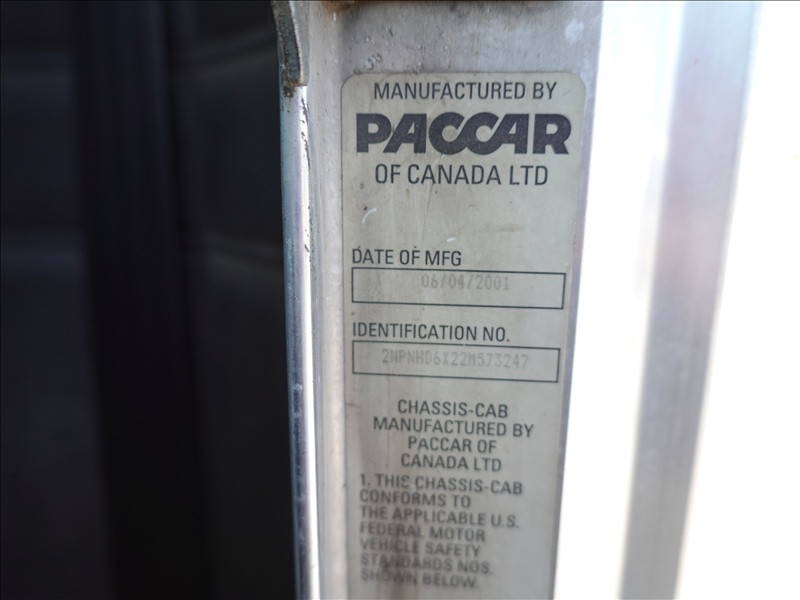 MANUFACTURED BY
PACCAR
OF CANADA LTD
DATE OF MFG
06/04/2001
IDENTIFICATION NO.
2NPNHD6X22M573247
CHASSIS-CAB
MANUFACTURED BY
PACCAR OF
CANADA LTD
1. THIS CHASSIS-CAB
CONFORMS TO
THE APPLICABLE U.S.
FEDERAL MOTOR
VEHICLE SAFETY
STANDARDS NOS.
SHOWN BELOW.